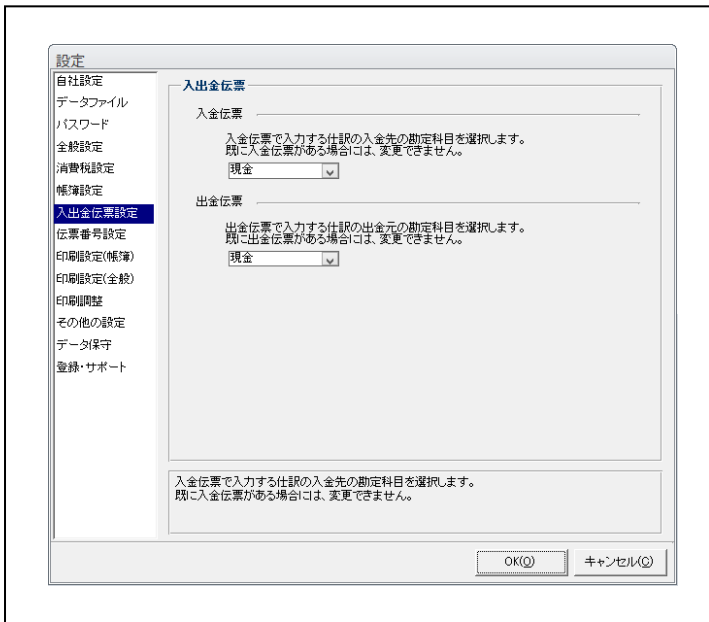 設定
自社設定
データファイル
パスワード
全般設定
消費税設定
帳簿設定
入出金伝票設定
伝票番号設定
印刷設定(帳簿)
印刷設定(全般)
印刷調整
その他の設定
データ保守
登録・サポート
入出金伝票
入金伝票
入金伝票で入力する仕訳の入金先の勘定科目を選択します。
既に入金伝票がある場合には、変更できません。
現金
出金伝票
出金伝票で入力する仕訳の出金元の勘定科目を選択します。
既に出金伝票がある場合には、変更できません。
現金
入金伝票で入力する仕訳の入金先の勘定科目を選択します。
既に入金伝票がある場合には、変更できません。
OK(O)
キャンセル(C)